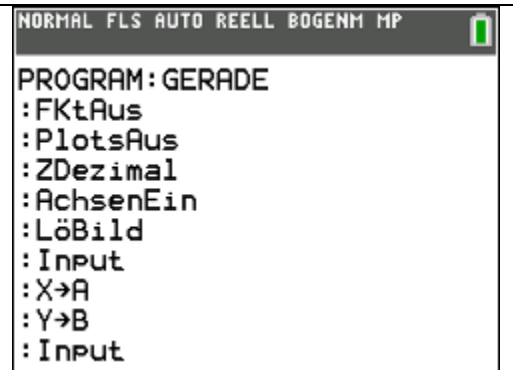 NORMAL FLS AUTO REELL BOGENM MP
PROGRAM:GERADE
:FKtAus
:PlotsAus
:ZDezimal
:AchsenEin
:LöBild
:Input
:X→A
:Y→B
:Input